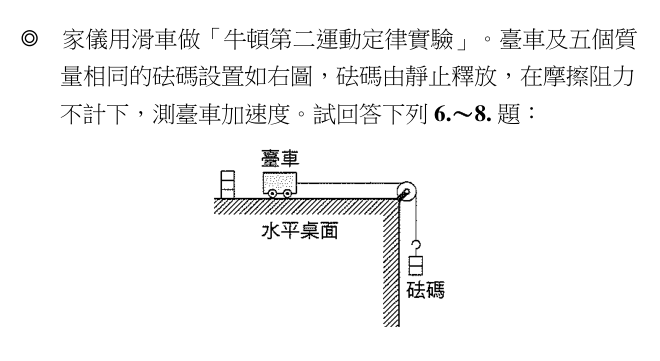 ◎ 家儀用滑車做「牛頓第二運動定律實驗」。臺車及五個質
量相同的砝碼設置如右圖，砝碼由靜止釋放，在摩擦阻力
不計下，測臺車加速度。試回答下列 6.～8. 題：
臺車
水平桌面
砝碼